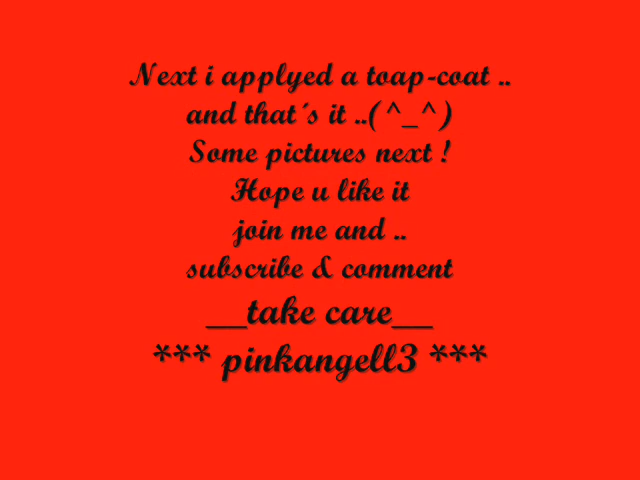 Next i applyed a toap-coat ..
and that´s it ..(^_^)
Some pictures next !
Hope u like it
join me and ..
subscribe & comment
__take care__
*** pinkangell3 ***